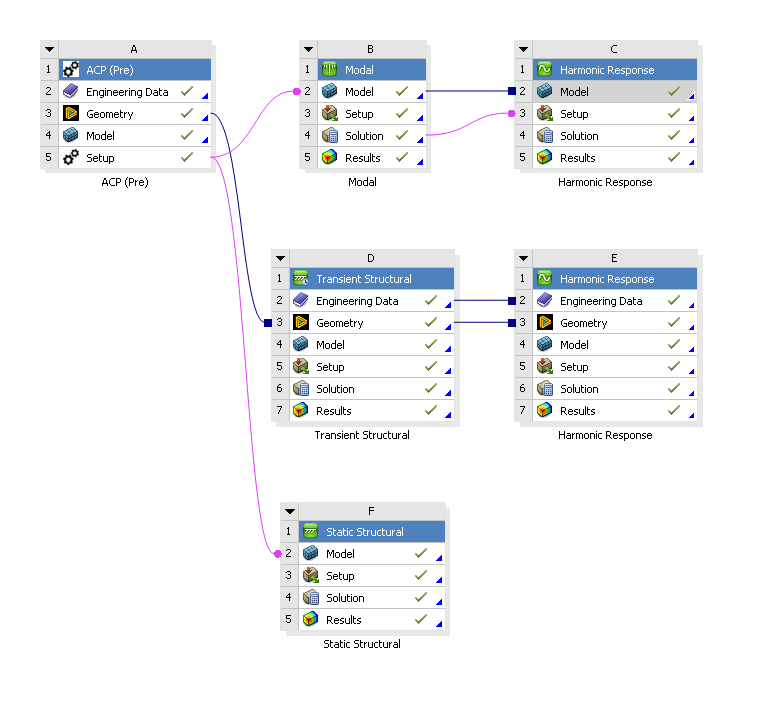 A
1 ACP (Pre)
2 Engineering Data
3 Geometry
4 Model
5 Setup
ACP (Pre)
B
1 Modal
2 Model
3 Setup
4 Solution
5 Results
Modal
C
1 Harmonic Response
2 Model
3 Setup
4 Solution
5 Results
Harmonic Response
D
1 Transient Structural
2 Engineering Data
3 Geometry
4 Model
5 Setup
6 Solution
7 Results
Transient Structural
E
1 Harmonic Response
2 Engineering Data
3 Geometry
4 Model
5 Setup
6 Solution
7 Results
Harmonic Response
F
1 Static Structural
2 Model
3 Setup
4 Solution
5 Results
Static Structural